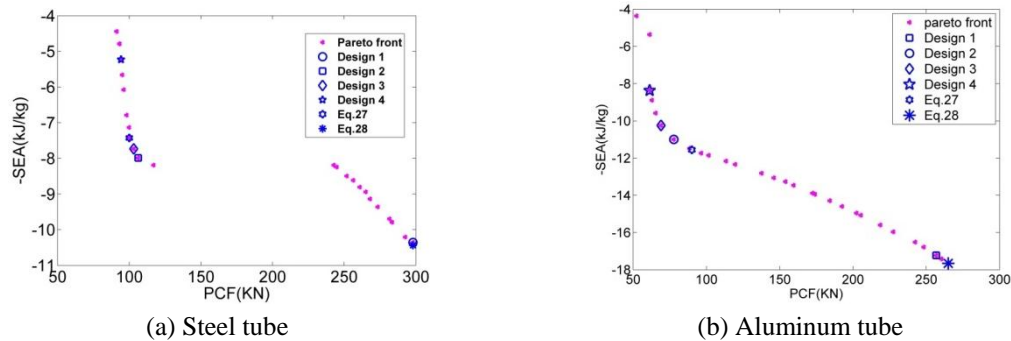 -4
-5
-6
-7
-8
-9
-10
-11
-SEA(kJ/kg)
50 100 150 200 250 300
PCF(KN)
Pareto front
Design 1
Design 2
Design 3
Design 4
Eq.27
Eq.28
(a) Steel tube
-4
-6
-8
-10
-12
-14
-16
-18
-SEA(kJ/kg)
50 100 150 200 250 300
PCF(KN)
pareto front
Design 1
Design 2
Design 3
Design 4
Eq.27
Eq.28
(b) Aluminum tube